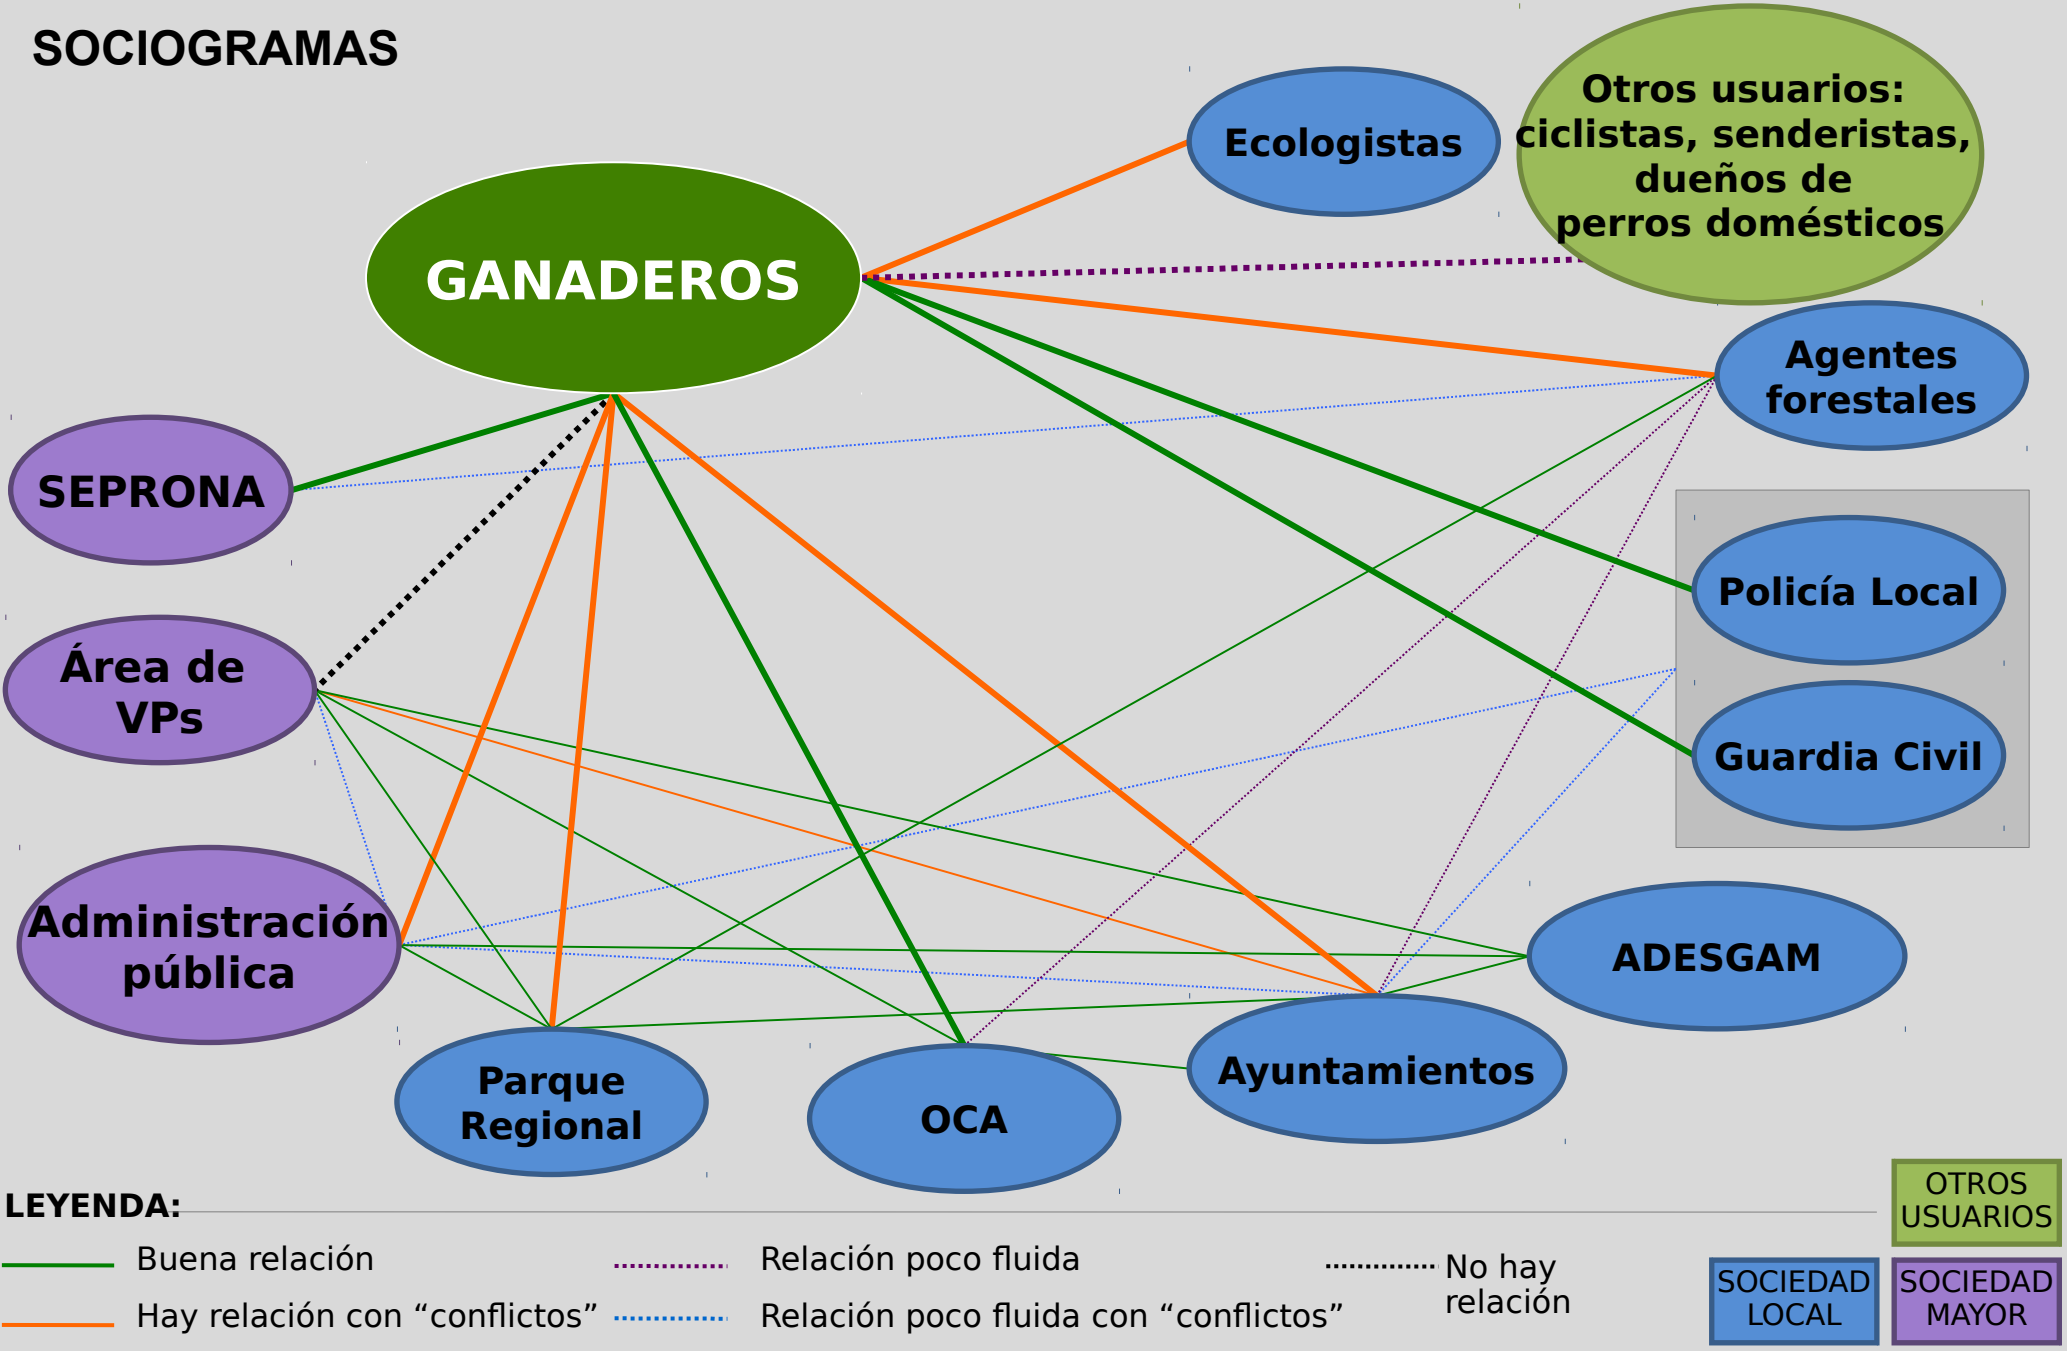 SOCIOGRAMAS
Otros usuarios:
ciclistas, senderistas,
dueños de
perros domésticos
Ecologistas
GANADEROS
Agentes
forestales
SEPRONA
Policía Local
Área de
VPs
Guardia Civil
Administración
pública
ADESGAM
Parque
Regional
OCA
Ayuntamientos
LEYENDA:
Buena relación
Hay relación con “conflictos”
Relación poco fluida
Relación poco fluida con “conflictos”
No hay
relación
OTROS
USUARIOS
SOCIEDAD
LOCAL
SOCIEDAD
MAYOR